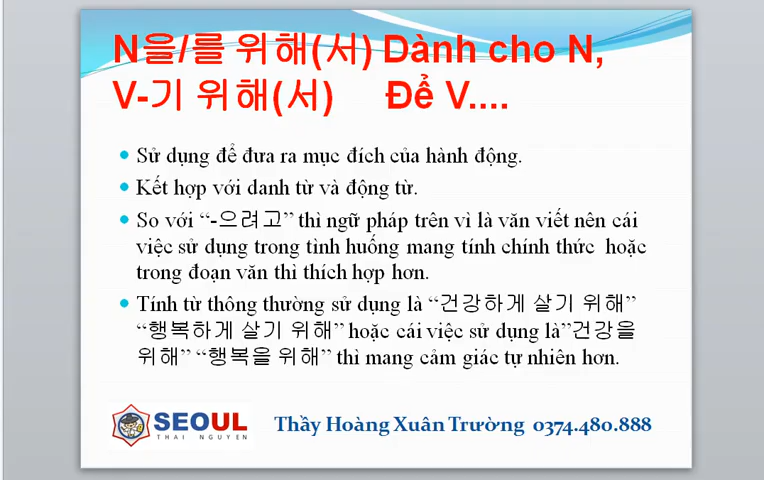 N을/를 위해(서) Dành cho N,
V-기 위해(서) Để V....
Sử dụng để đưa ra mục đích của hành động.
Kết hợp với danh từ và động từ.
So với “-으려고” thì ngữ pháp trên vì là văn viết nên cái
việc sử dụng trong tình huống mang tính chính thức hoặc
trong đoạn văn thì thích hợp hơn.
Tính từ thông thường sử dụng là “건강하게 살기 위해”
“행복하게 살기 위해” hoặc cái việc sử dụng là”건강을
위해” “행복을 위해” thì mang cảm giác tự nhiên hơn.
SEOUL
THAI NGUYEN
Thầy Hoàng Xuân Trường 0374.480.888